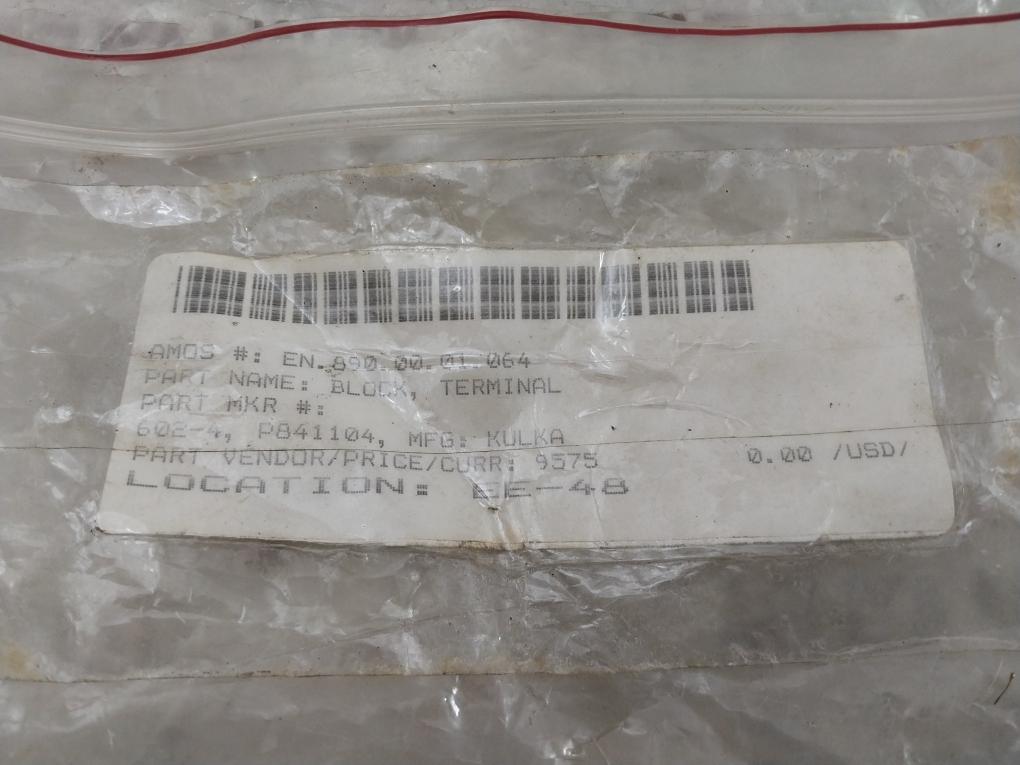 AMOS #: EN.890.00.01.064
PART NAME: BLOCK, TERMINAL
PART MKR #:
602-4, P841104, MFG: KULKA
PART VENDOR/PRICE/CURR: 9575 0.00 /USD/
LOCATION: EE-48